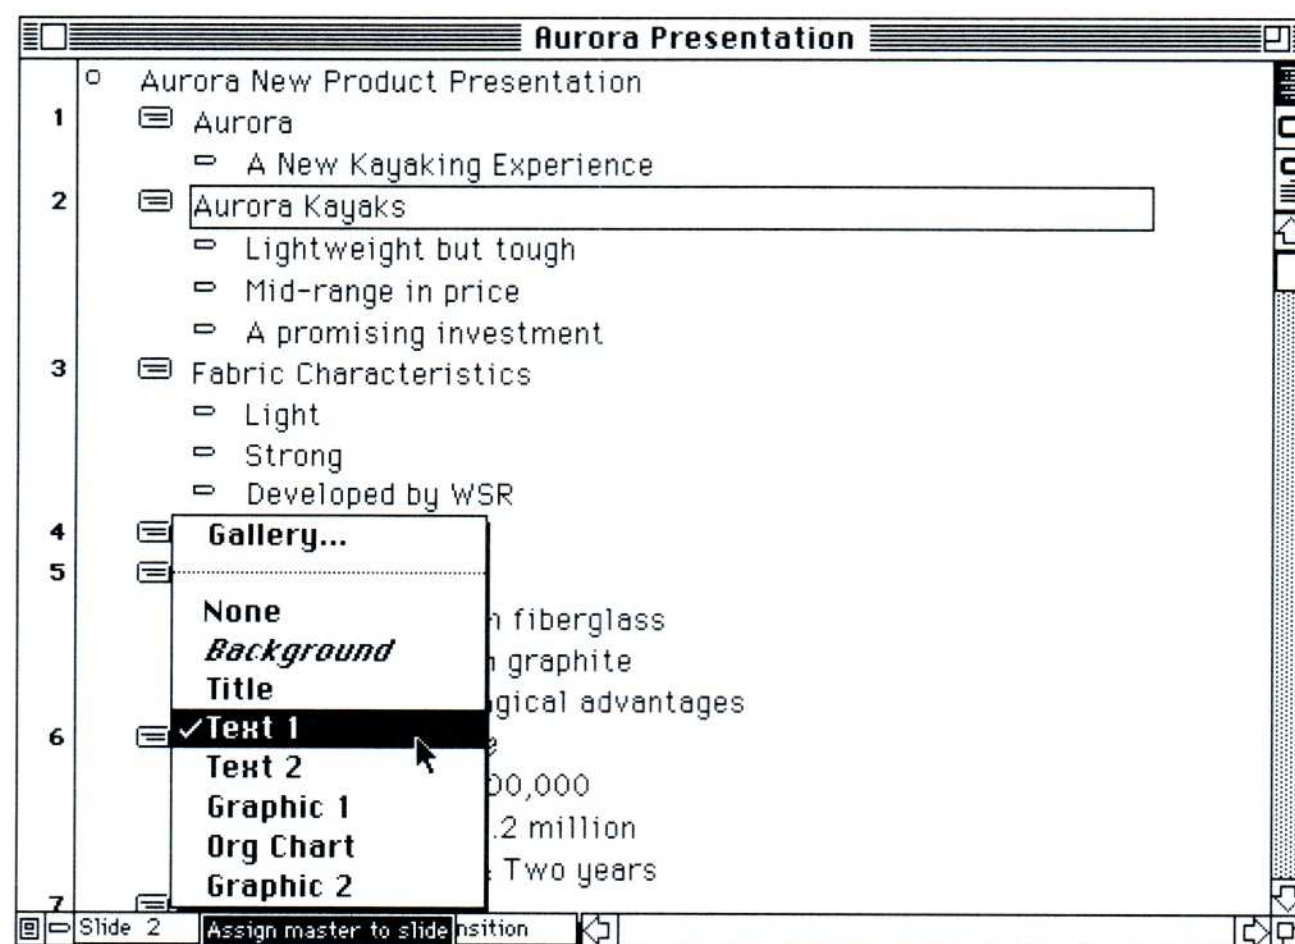 Aurora Presentation
Aurora New Product Presentation
1 Aurora
A New Kayaking Experience
2 Aurora Kayaks
Lightweight but tough
Mid-range in price
A promising investment
3 Fabric Characteristics
Light
Strong
Developed by WSR
4
5
fiberglass
graphite
advantages
6
00,000
.2 million
Two years
7
Gallery...
None
Background
Title
✓Text 1
Text 2
Graphic 1
Org Chart
Graphic 2
Slide 2 Assign master to slide nsition